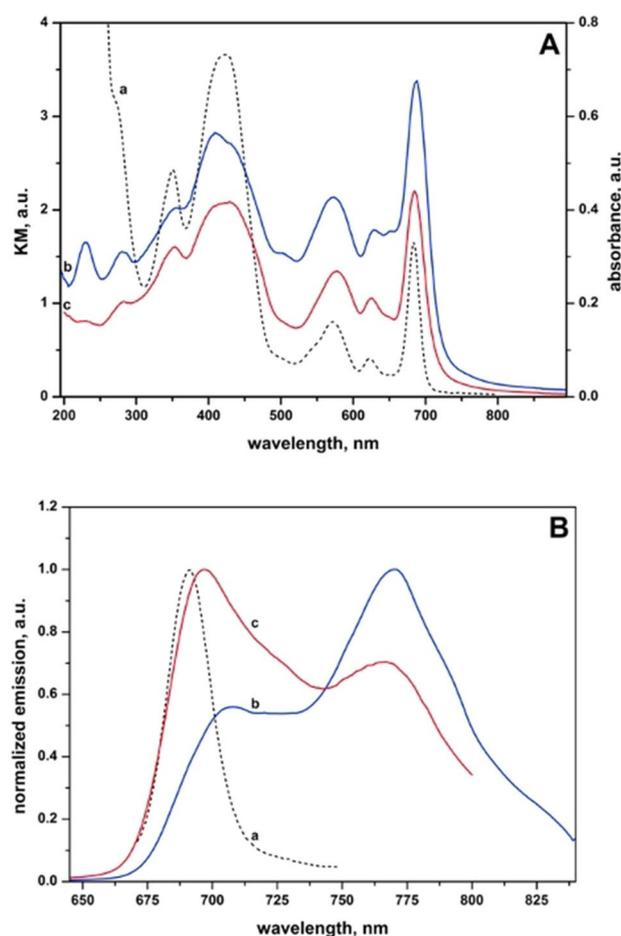 A
4
3
2
1
0
KM, a.u.
0.8
0.6
0.4
0.2
0.0
absorbance, a.u.
a
b
c
200 300 400 500 600 700 800
wavelength, nm
B
1.2
1.0
0.8
0.6
0.4
0.2
0.0
normalized emission, a.u.
c
b
a
650 675 700 725 750 775 800 825
wavelength, nm